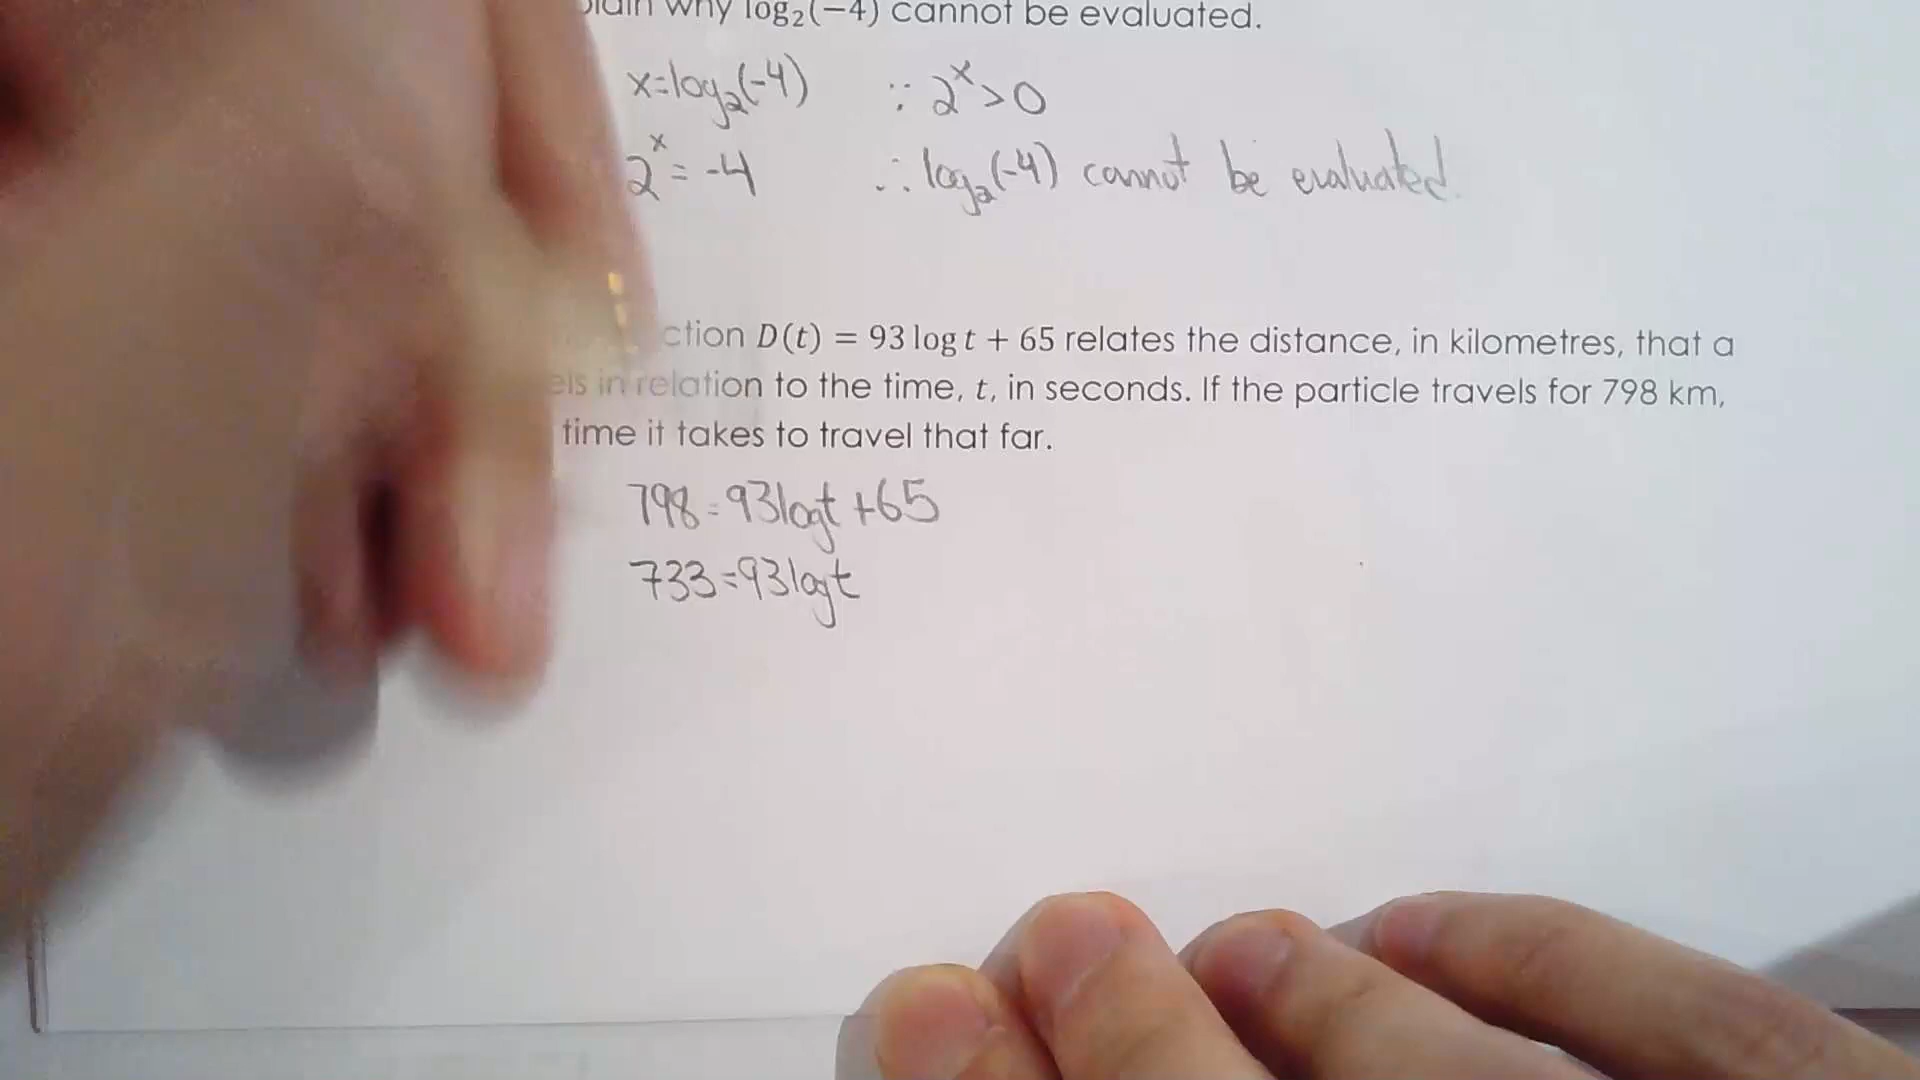 why log₂(−4) cannot be evaluated.
x=log₂(-4) ∵ 2ˣ>0
2ˣ = -4 ∴ log₂(-4) cannot be evaluated.
ction D(t) = 93 log t + 65 relates the distance, in kilometres, that a
els in relation to the time, t, in seconds. If the particle travels for 798 km,
time it takes to travel that far.
798=93logt+65
733=93logt